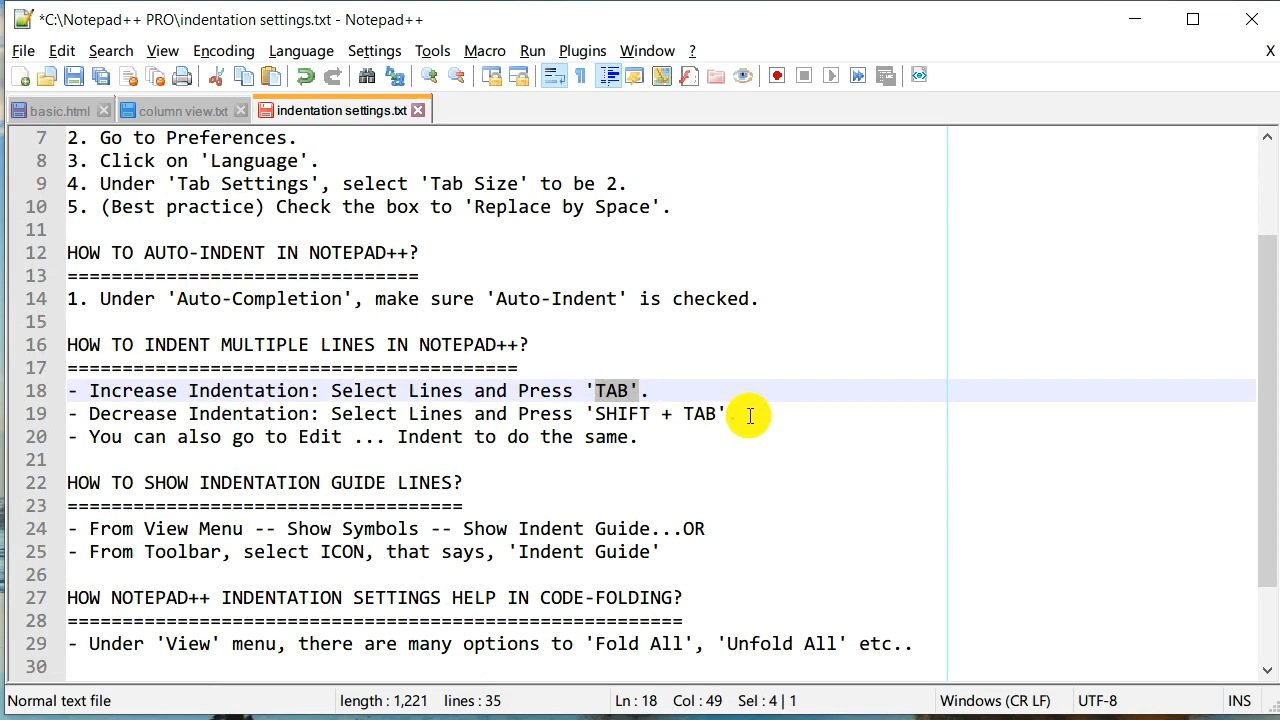 *C:\Notepad++ PRO\indentation settings.txt - Notepad++
File Edit Search View Encoding Language Settings Tools Macro Run Plugins Window ? X
basic.html column view.txt indentation settings.txt
7 2. Go to Preferences.
8 3. Click on 'Language'.
9 4. Under 'Tab Settings', select 'Tab Size' to be 2.
10 5. (Best practice) Check the box to 'Replace by Space'.
11
12 HOW TO AUTO-INDENT IN NOTEPAD++?
13 ================================
14 1. Under 'Auto-Completion', make sure 'Auto-Indent' is checked.
15
16 HOW TO INDENT MULTIPLE LINES IN NOTEPAD++?
17 =========================================
18 - Increase Indentation: Select Lines and Press 'TAB'.
19 - Decrease Indentation: Select Lines and Press 'SHIFT + TAB'.
20 - You can also go to Edit ... Indent to do the same.
21
22 HOW TO SHOW INDENTATION GUIDE LINES?
23 ====================================
24 - From View Menu -- Show Symbols -- Show Indent Guide...OR
25 - From Toolbar, select ICON, that says, 'Indent Guide'
26
27 HOW NOTEPAD++ INDENTATION SETTINGS HELP IN CODE-FOLDING?
28 ========================================================
29 - Under 'View' menu, there are many options to 'Fold All', 'Unfold All' etc..
30
Normal text file length : 1,221 lines : 35 Ln : 18 Col : 49 Sel : 4 | 1 Windows (CR LF) UTF-8 INS